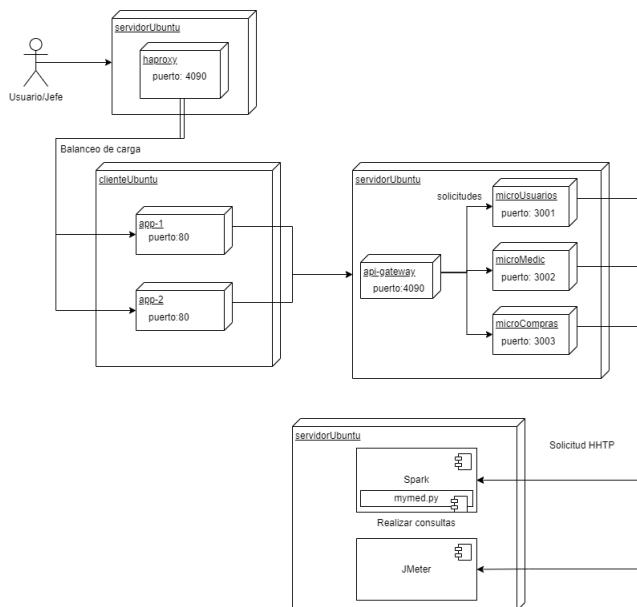 servidorUbuntu
haproxy
puerto: 4090
Usuario/Jefe
Balanceo de carga
clienteUbuntu
app-1
puerto:80
app-2
puerto:80
servidorUbuntu
solicitudes
microUsuarios
puerto: 3001
api-gateway
puerto:4090
microMedic
puerto: 3002
microCompras
puerto: 3003
servidorUbuntu
Solicitud HHTP
Spark
mymed.py
Realizar consultas
JMeter